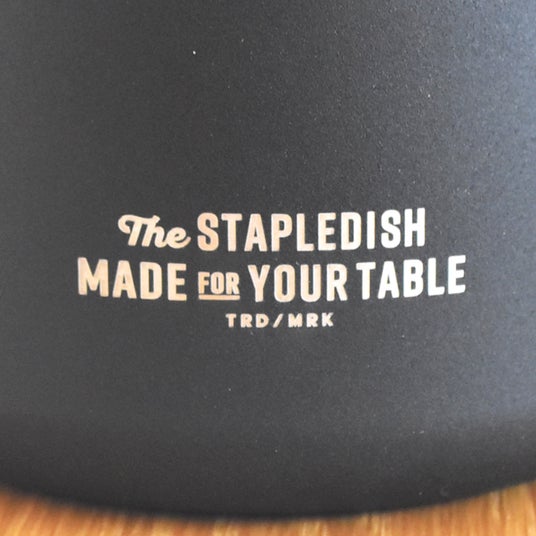 The STAPLEDISH
MADE FOR YOUR TABLE
TRD/MRK